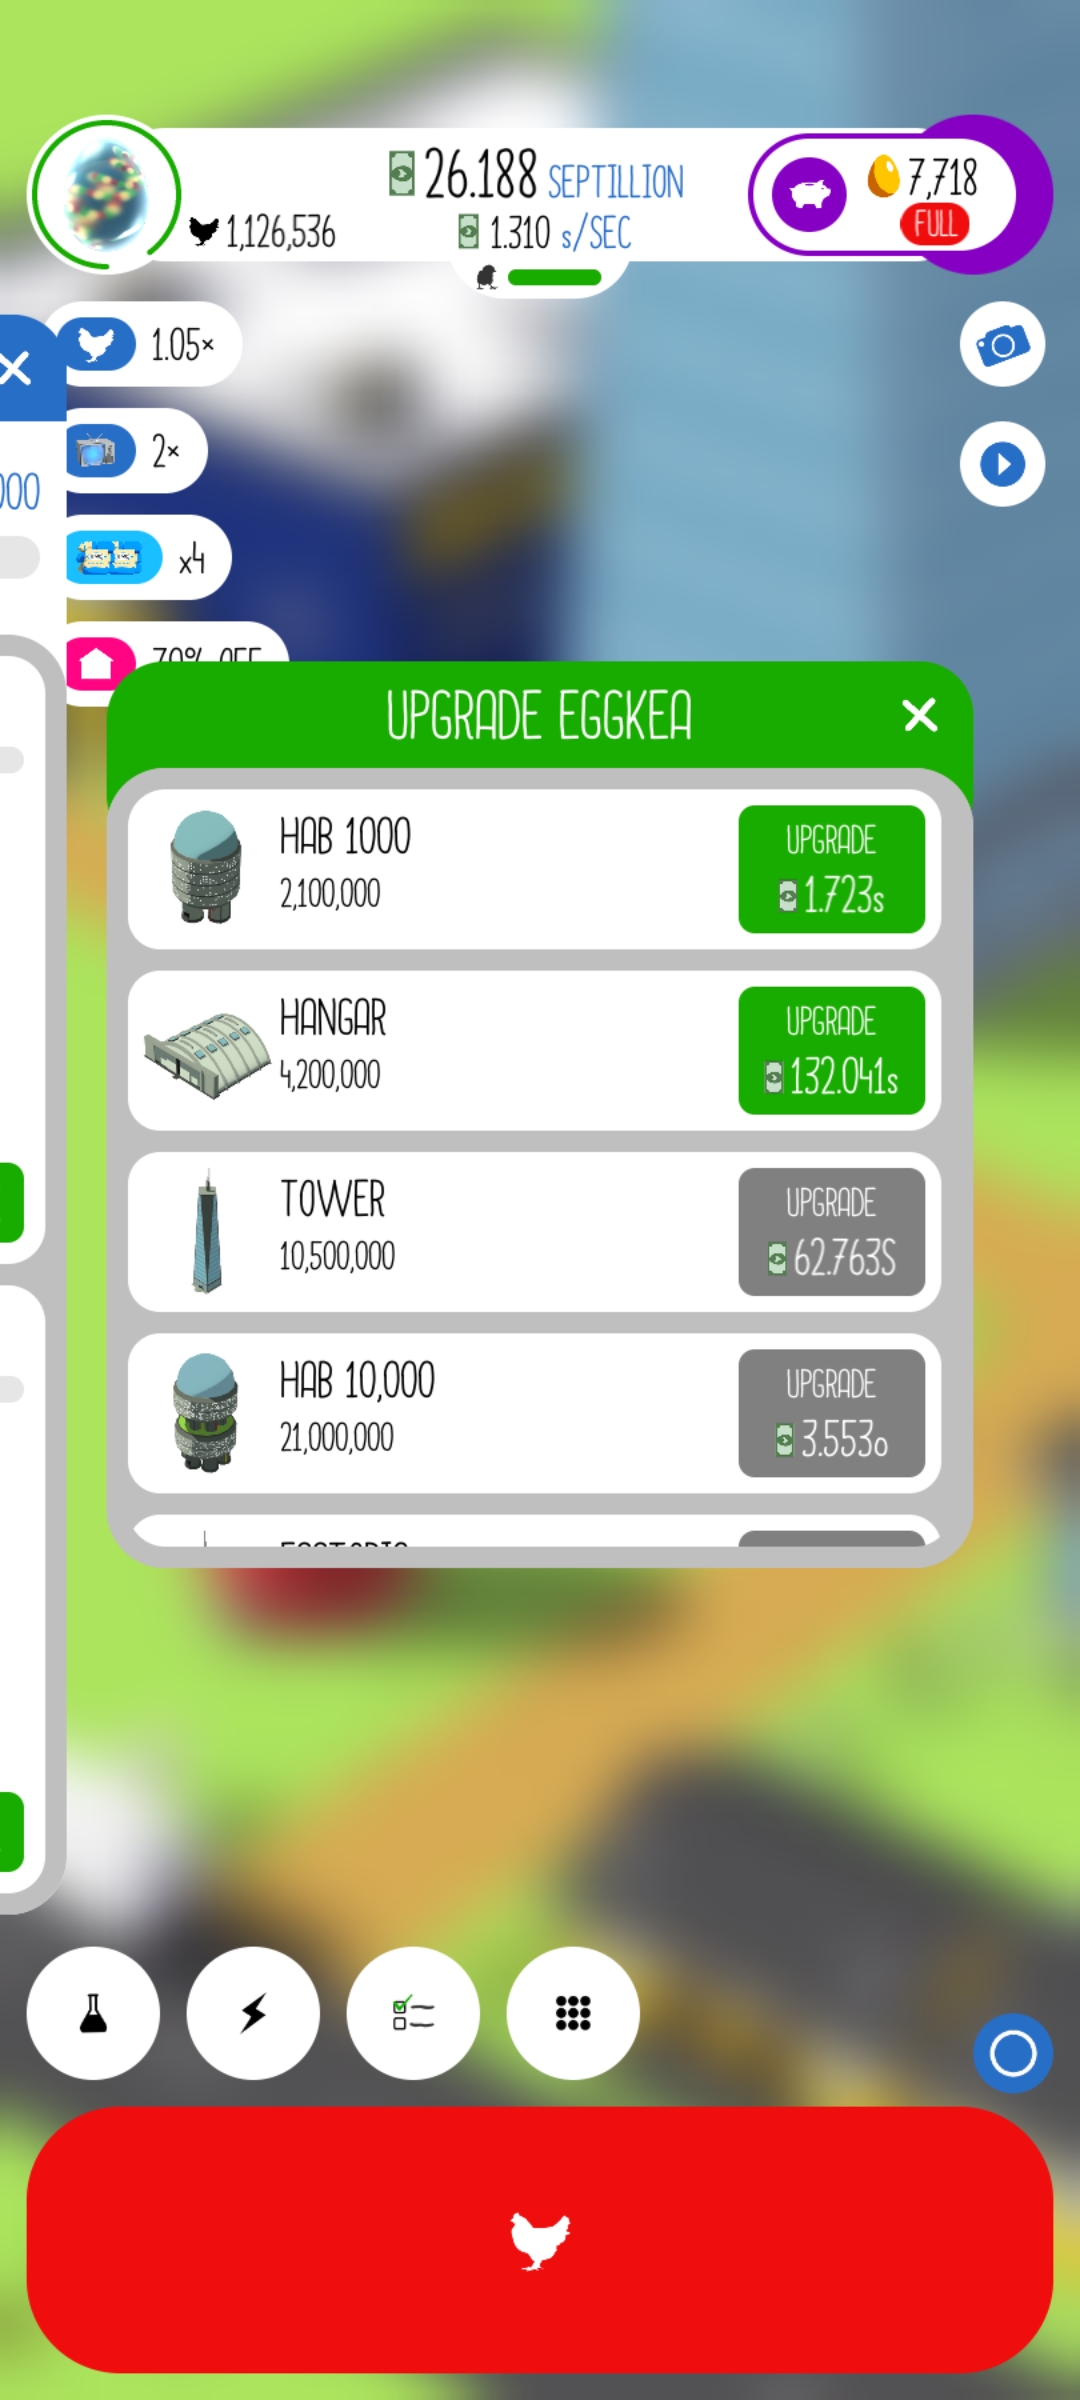 26.188 SEPTILLION
7,718
1,126,536
1.310 s/SEC
FULL
1.05×
2×
000
x4
70% OFF
UPGRADE EGGKEA
HAB 1000
2,100,000
UPGRADE
1.723s
HANGAR
4,200,000
UPGRADE
132.041s
TOWER
10,500,000
UPGRADE
62.763S
HAB 10,000
21,000,000
UPGRADE
3.553o